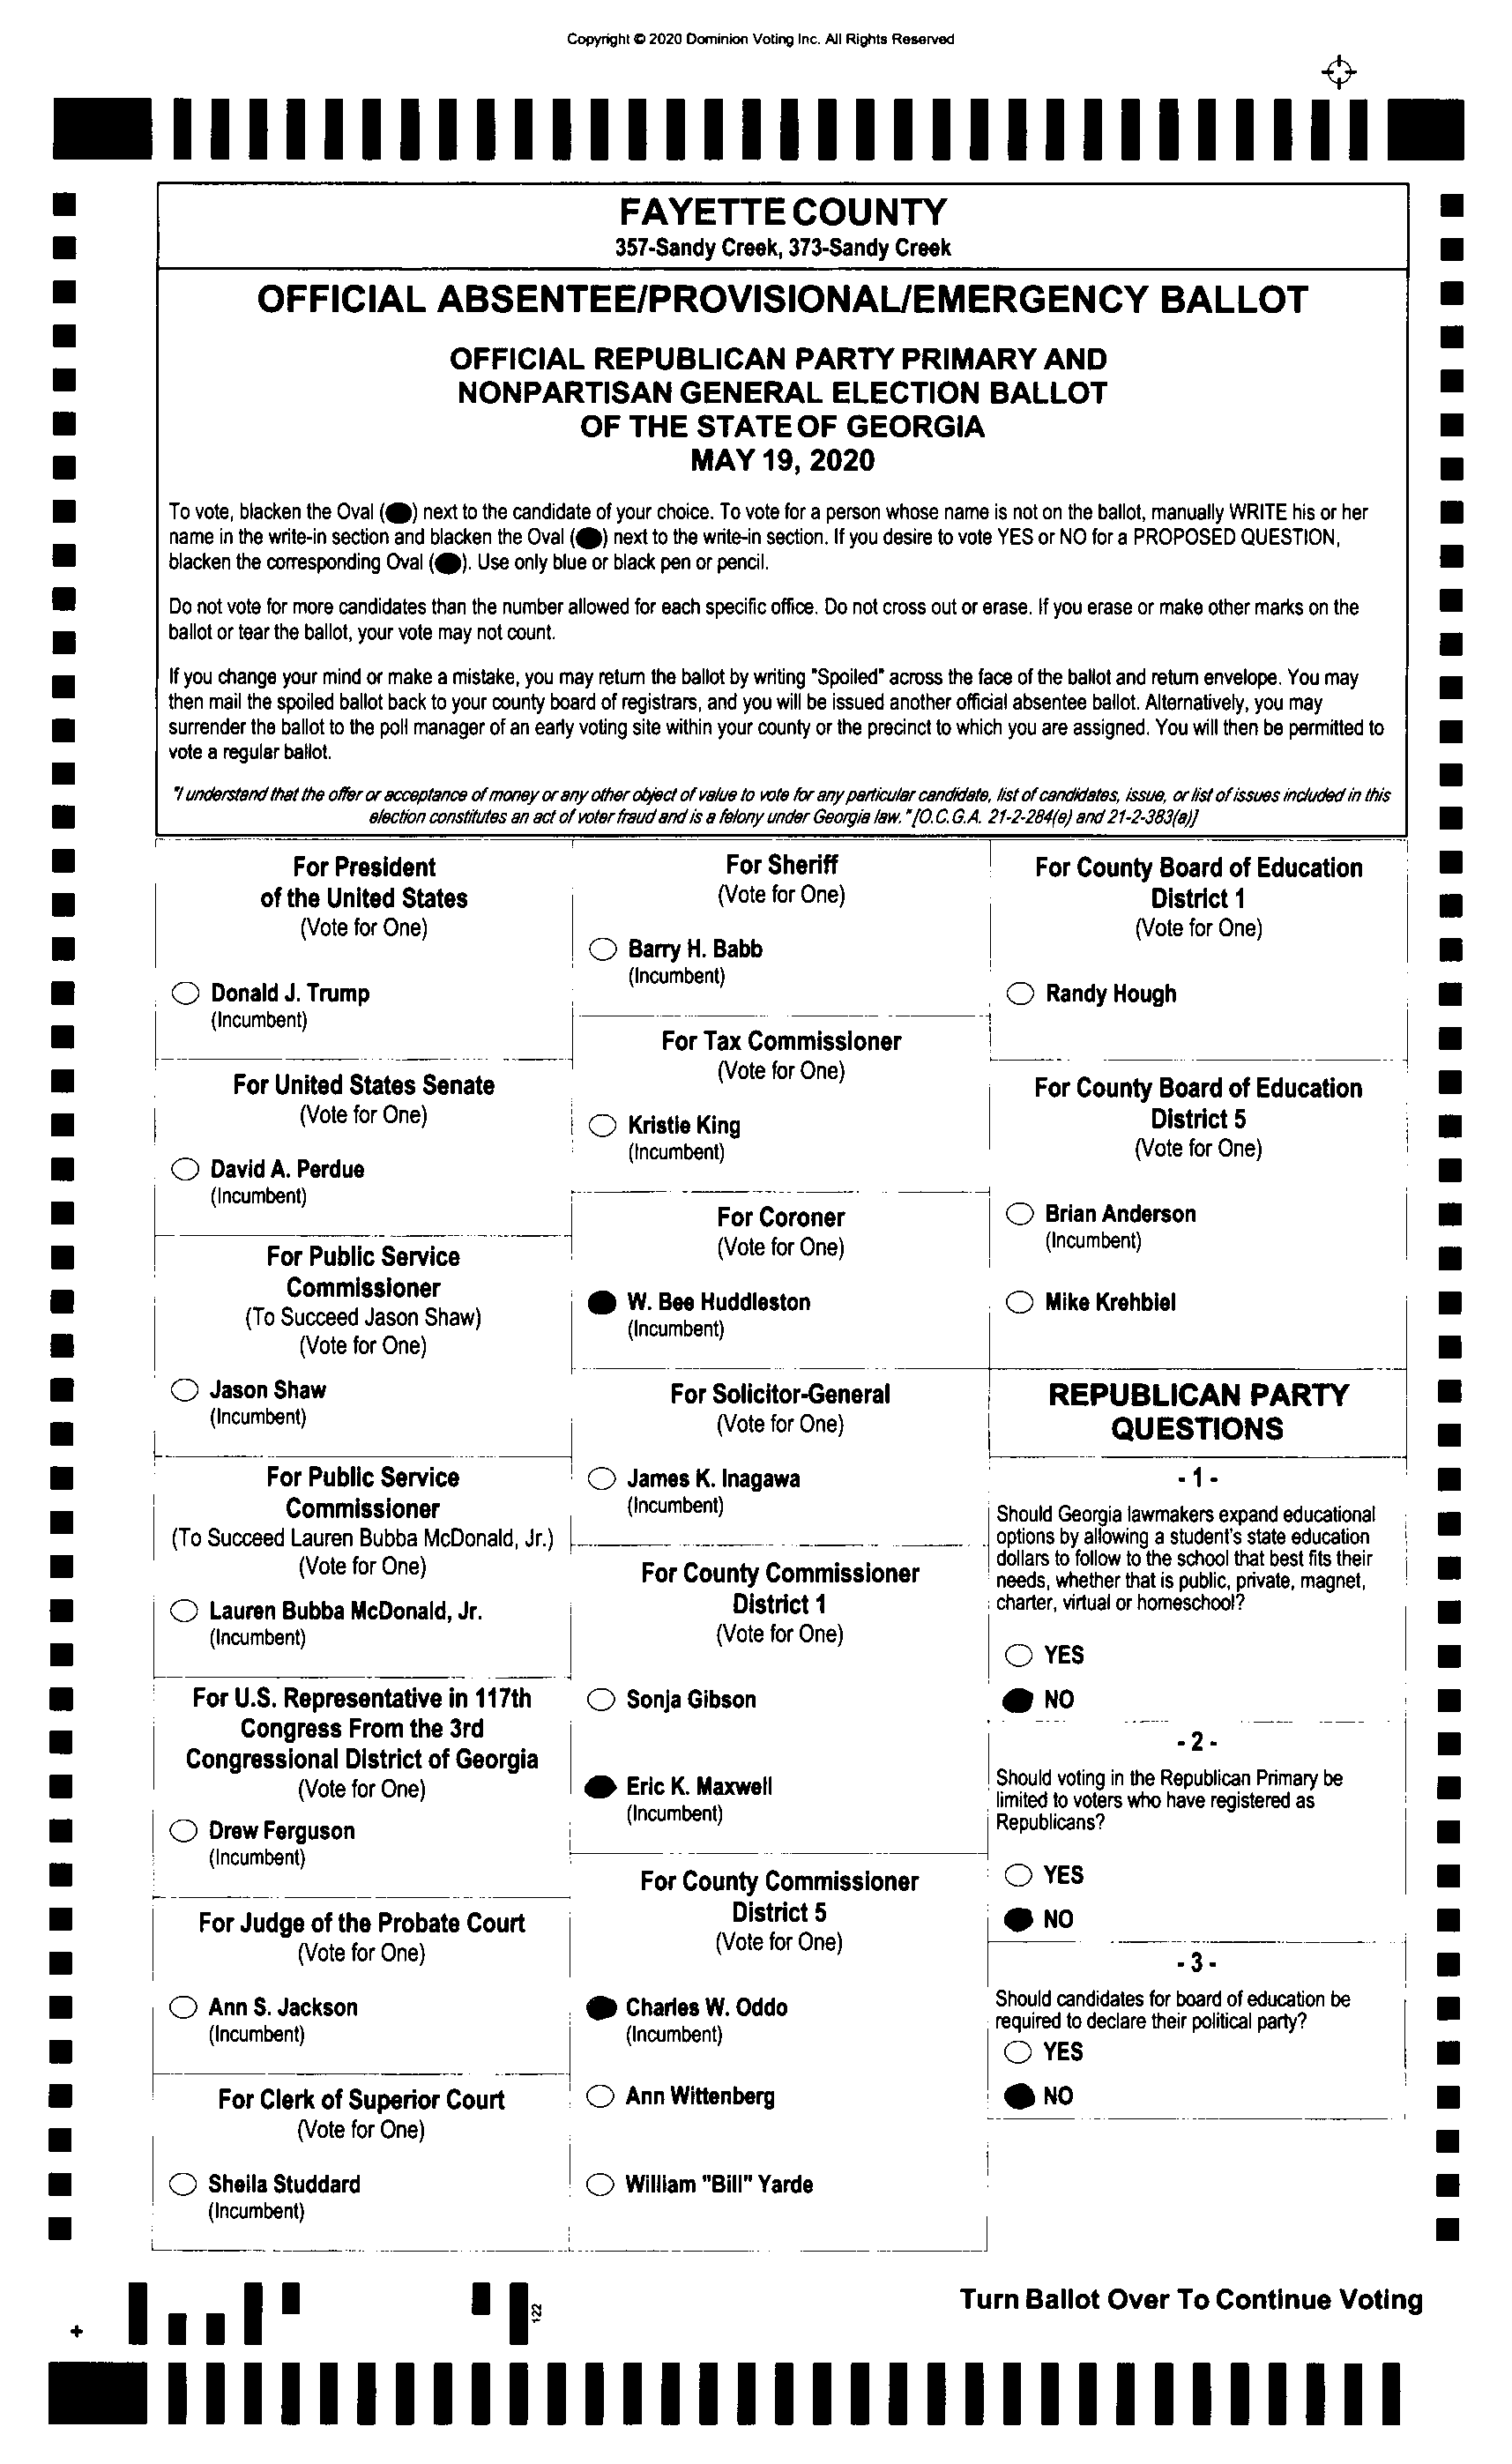 Copyright © 2020 Dominion Voting Inc. All Rights Reserved
FAYETTE COUNTY
357-Sandy Creek, 373-Sandy Creek
OFFICIAL ABSENTEE/PROVISIONAL/EMERGENCY BALLOT
OFFICIAL REPUBLICAN PARTY PRIMARY AND
NONPARTISAN GENERAL ELECTION BALLOT
OF THE STATE OF GEORGIA
MAY 19, 2020
To vote, blacken the Oval (●) next to the candidate of your choice. To vote for a person whose name is not on the ballot, manually WRITE his or her
name in the write-in section and blacken the Oval (●) next to the write-in section. If you desire to vote YES or NO for a PROPOSED QUESTION,
blacken the corresponding Oval (●). Use only blue or black pen or pencil.
Do not vote for more candidates than the number allowed for each specific office. Do not cross out or erase. If you erase or make other marks on the
ballot or tear the ballot, your vote may not count.
If you change your mind or make a mistake, you may return the ballot by writing "Spoiled" across the face of the ballot and return envelope. You may
then mail the spoiled ballot back to your county board of registrars, and you will be issued another official absentee ballot. Alternatively, you may
surrender the ballot to the poll manager of an early voting site within your county or the precinct to which you are assigned. You will then be permitted to
vote a regular ballot.
"I understand that the offer or acceptance of money or any other object of value to vote for any particular candidate, list of candidates, issue, or list of issues included in this
election constitutes an act of voter fraud and is a felony under Georgia law." [O.C.G.A. 21-2-284(e) and 21-2-383(a)]
For President
of the United States
(Vote for One)
Donald J. Trump
(Incumbent)
For United States Senate
(Vote for One)
David A. Perdue
(Incumbent)
For Public Service
Commissioner
(To Succeed Jason Shaw)
(Vote for One)
Jason Shaw
(Incumbent)
For Public Service
Commissioner
(To Succeed Lauren Bubba McDonald, Jr.)
(Vote for One)
Lauren Bubba McDonald, Jr.
(Incumbent)
For U.S. Representative in 117th
Congress From the 3rd
Congressional District of Georgia
(Vote for One)
Drew Ferguson
(Incumbent)
For Judge of the Probate Court
(Vote for One)
Ann S. Jackson
(Incumbent)
For Clerk of Superior Court
(Vote for One)
Sheila Studdard
(Incumbent)
For Sheriff
(Vote for One)
Barry H. Babb
(Incumbent)
For Tax Commissioner
(Vote for One)
Kristie King
(Incumbent)
For Coroner
(Vote for One)
W. Bee Huddleston
(Incumbent)
For Solicitor-General
(Vote for One)
James K. Inagawa
(Incumbent)
For County Commissioner
District 1
(Vote for One)
Sonja Gibson
Eric K. Maxwell
(Incumbent)
For County Commissioner
District 5
(Vote for One)
Charles W. Oddo
(Incumbent)
Ann Wittenberg
William "Bill" Yarde
For County Board of Education
District 1
(Vote for One)
Randy Hough
For County Board of Education
District 5
(Vote for One)
Brian Anderson
(Incumbent)
Mike Krehbiel
REPUBLICAN PARTY
QUESTIONS
- 1 -
Should Georgia lawmakers expand educational
options by allowing a student's state education
dollars to follow to the school that best fits their
needs, whether that is public, private, magnet,
charter, virtual or homeschool?
YES
NO
- 2 -
Should voting in the Republican Primary be
limited to voters who have registered as
Republicans?
YES
NO
- 3 -
Should candidates for board of education be
required to declare their political party?
YES
NO
Turn Ballot Over To Continue Voting
122